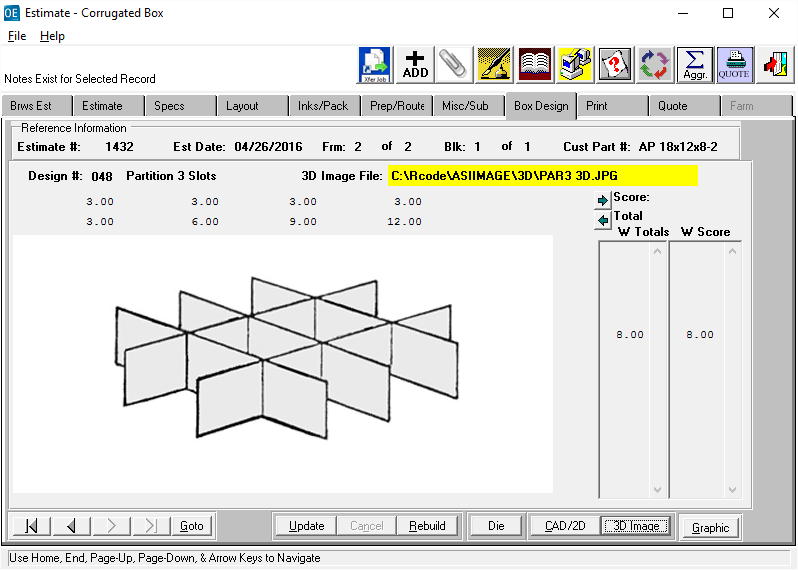 OE Estimate - Corrugated Box
File Help
Notes Exist for Selected Record
Xfer Job
ADD
Aggr.
QUOTE
Brws Est Estimate Specs Layout Inks/Pack Prep/Route Misc/Sub Box Design Print Quote Farm
Reference Information
Estimate #: 1432 Est Date: 04/26/2016 Frm: 2 of 2 Blk: 1 of 1 Cust Part #: AP 18x12x8-2
Design #: 048 Partition 3 Slots 3D Image File: C:\Rcode\ASIIMAGE\3D\PAR3 3D.JPG
3.00 3.00 3.00 3.00
3.00 6.00 9.00 12.00
Score:
Total
W Totals W Score
8.00 8.00
Goto Update Cancel Rebuild Die CAD/2D 3D Image Graphic
Use Home, End, Page-Up, Page-Down, & Arrow Keys to Navigate